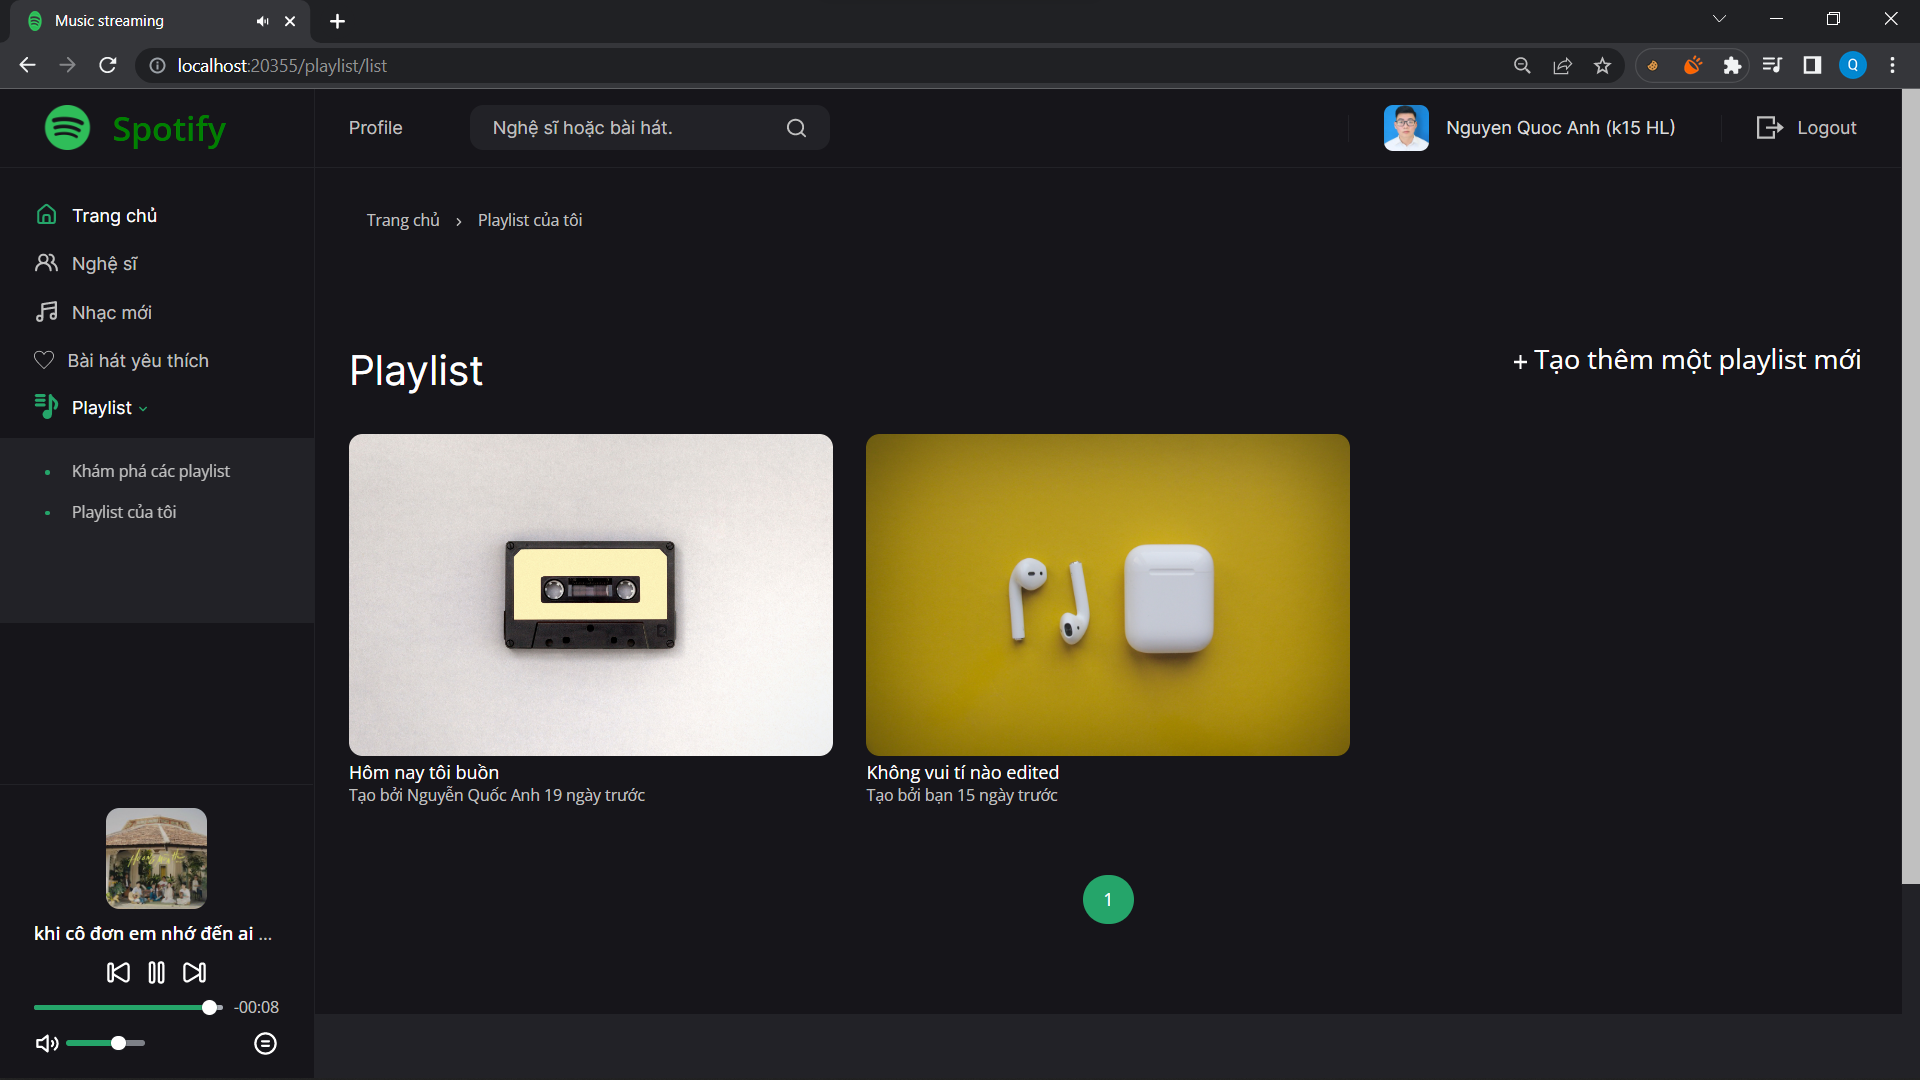 Music streaming
localhost:20355/playlist/list
Q
Spotify
Profile
Nghệ sĩ hoặc bài hát.
Nguyen Quoc Anh (k15 HL)
Logout
Trang chủ
Nghệ sĩ
Nhạc mới
Bài hát yêu thích
Playlist
Khám phá các playlist
Playlist của tôi
Trang chủ › Playlist của tôi
Playlist
+ Tạo thêm một playlist mới
Hôm nay tôi buồn
Tạo bởi Nguyễn Quốc Anh 19 ngày trước
Không vui tí nào edited
Tạo bởi bạn 15 ngày trước
1
khi cô đơn em nhớ đến ai ...
-00:08